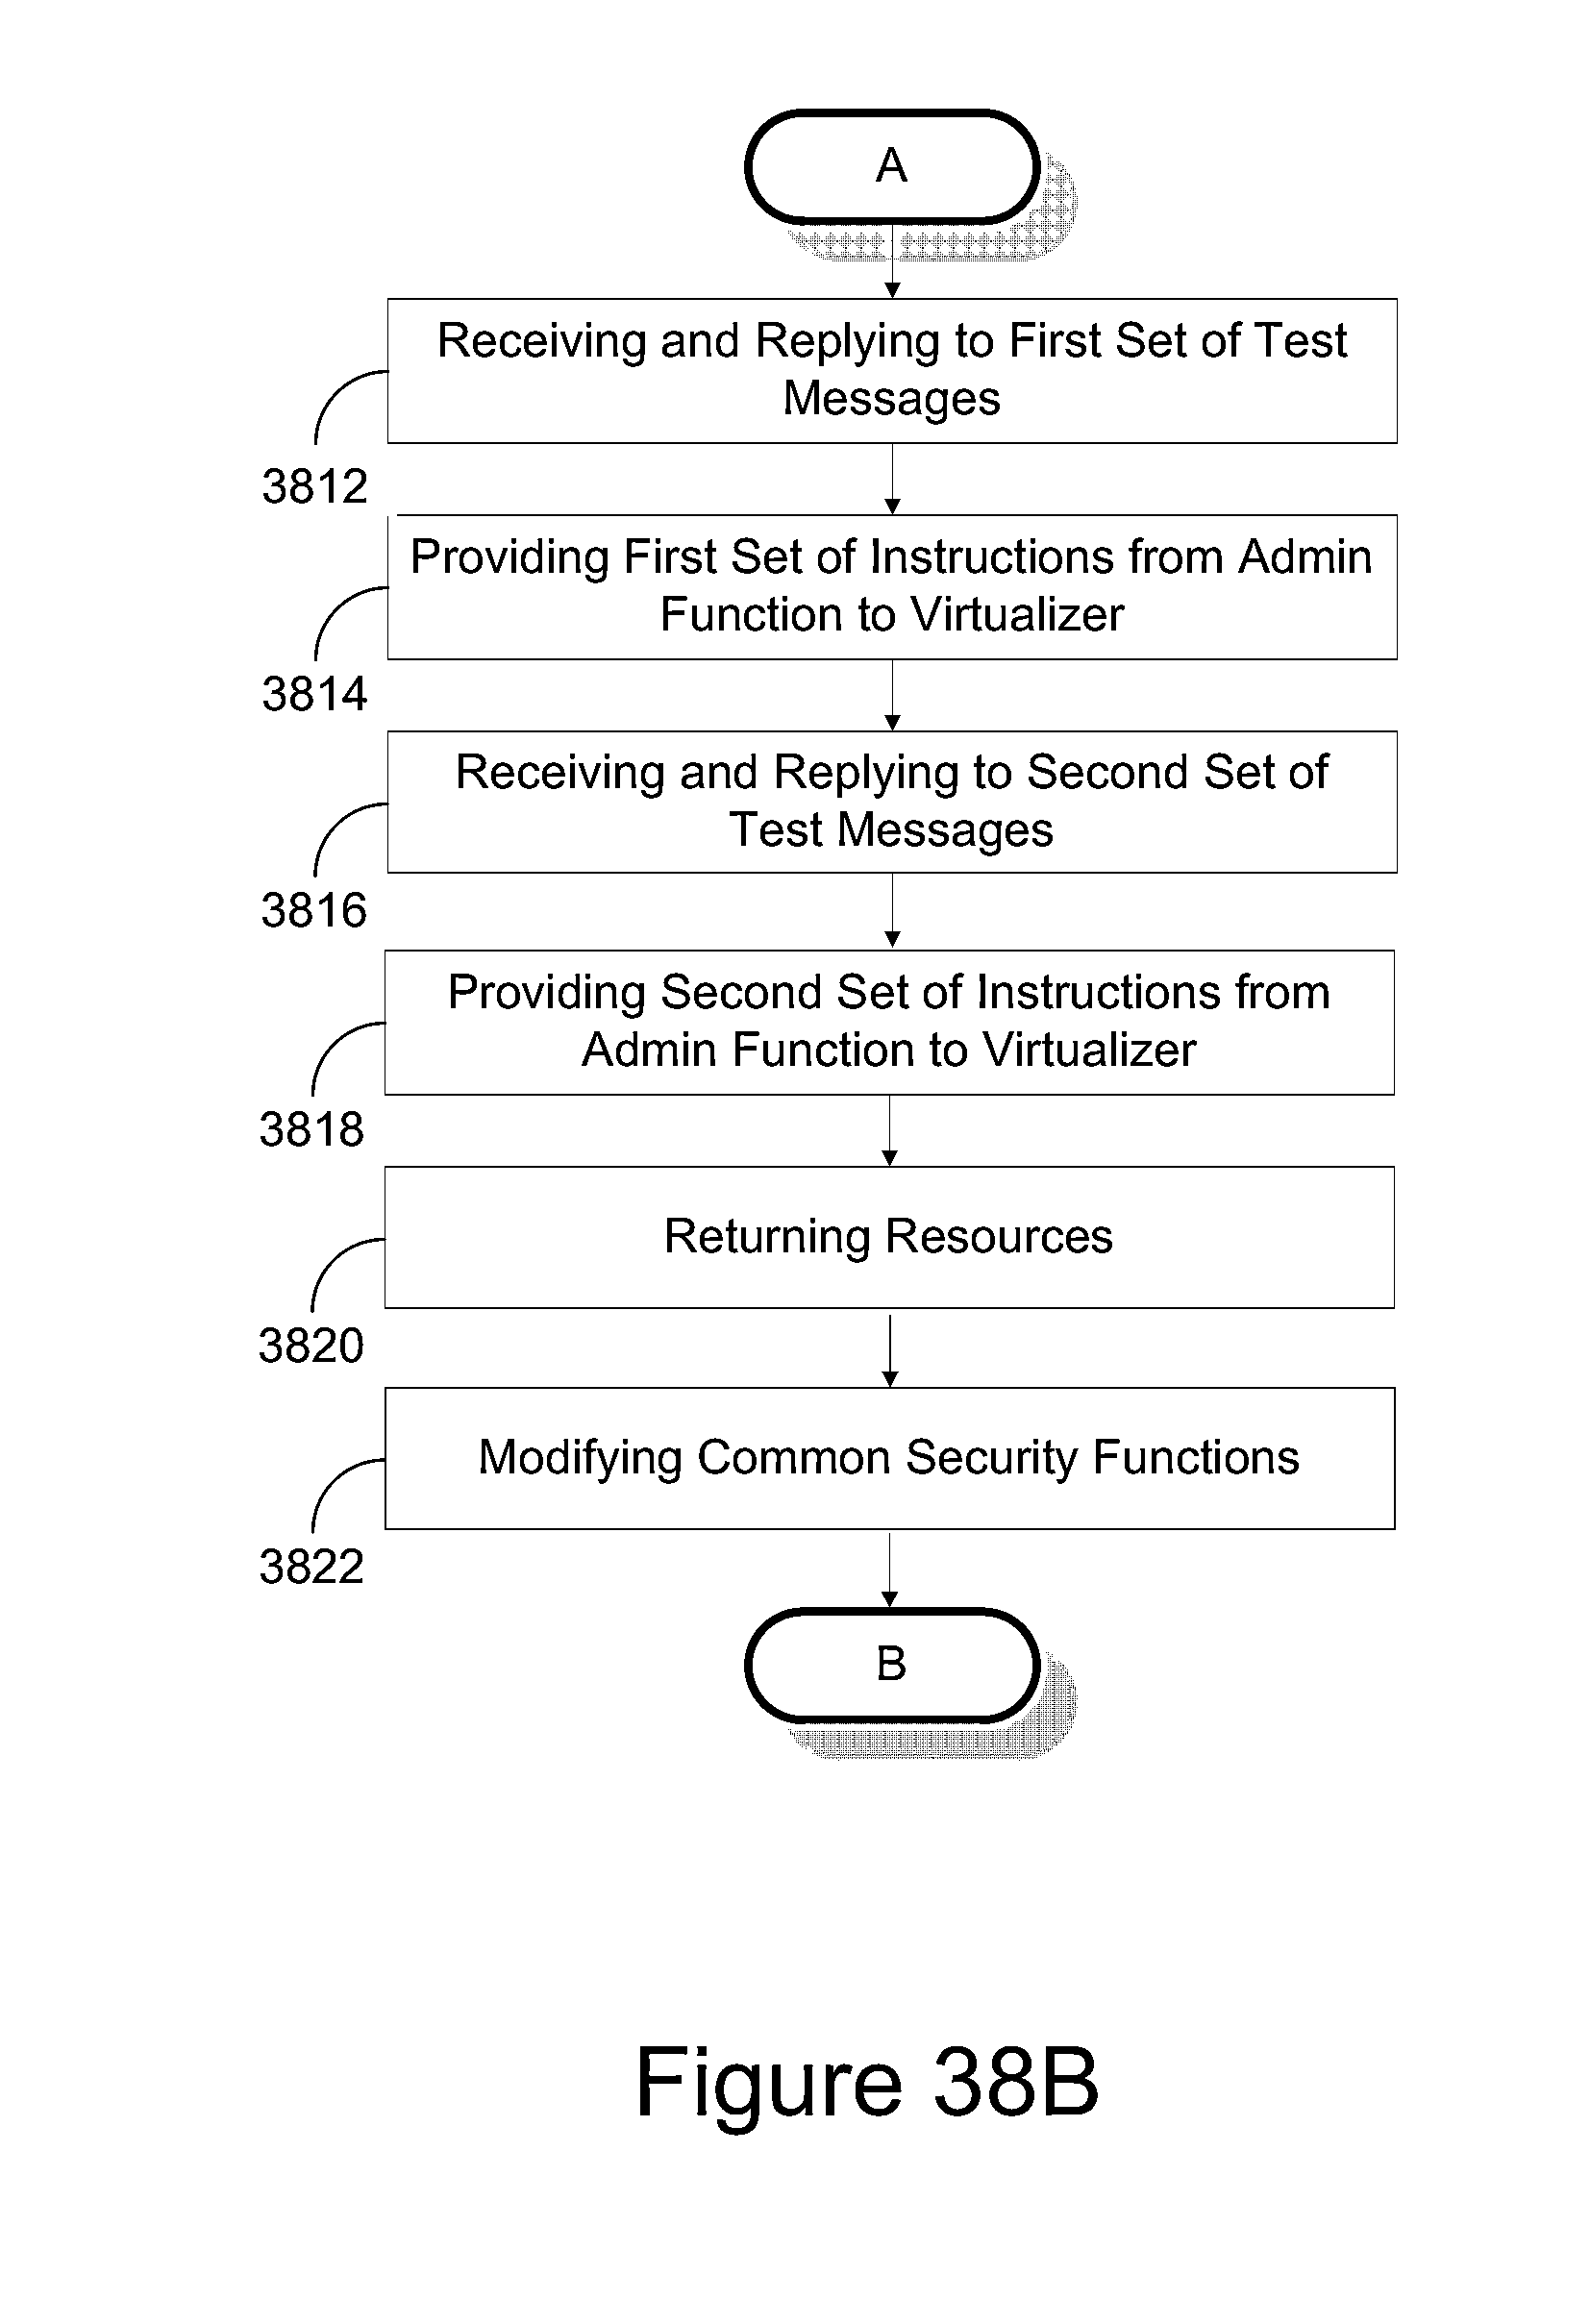 A
Receiving and Replying to First Set of Test
Messages
3812
Providing First Set of Instructions from Admin
Function to Virtualizer
3814
Receiving and Replying to Second Set of
Test Messages
3816
Providing Second Set of Instructions from
Admin Function to Virtualizer
3818
Returning Resources
3820
Modifying Common Security Functions
3822
B
Figure 38B